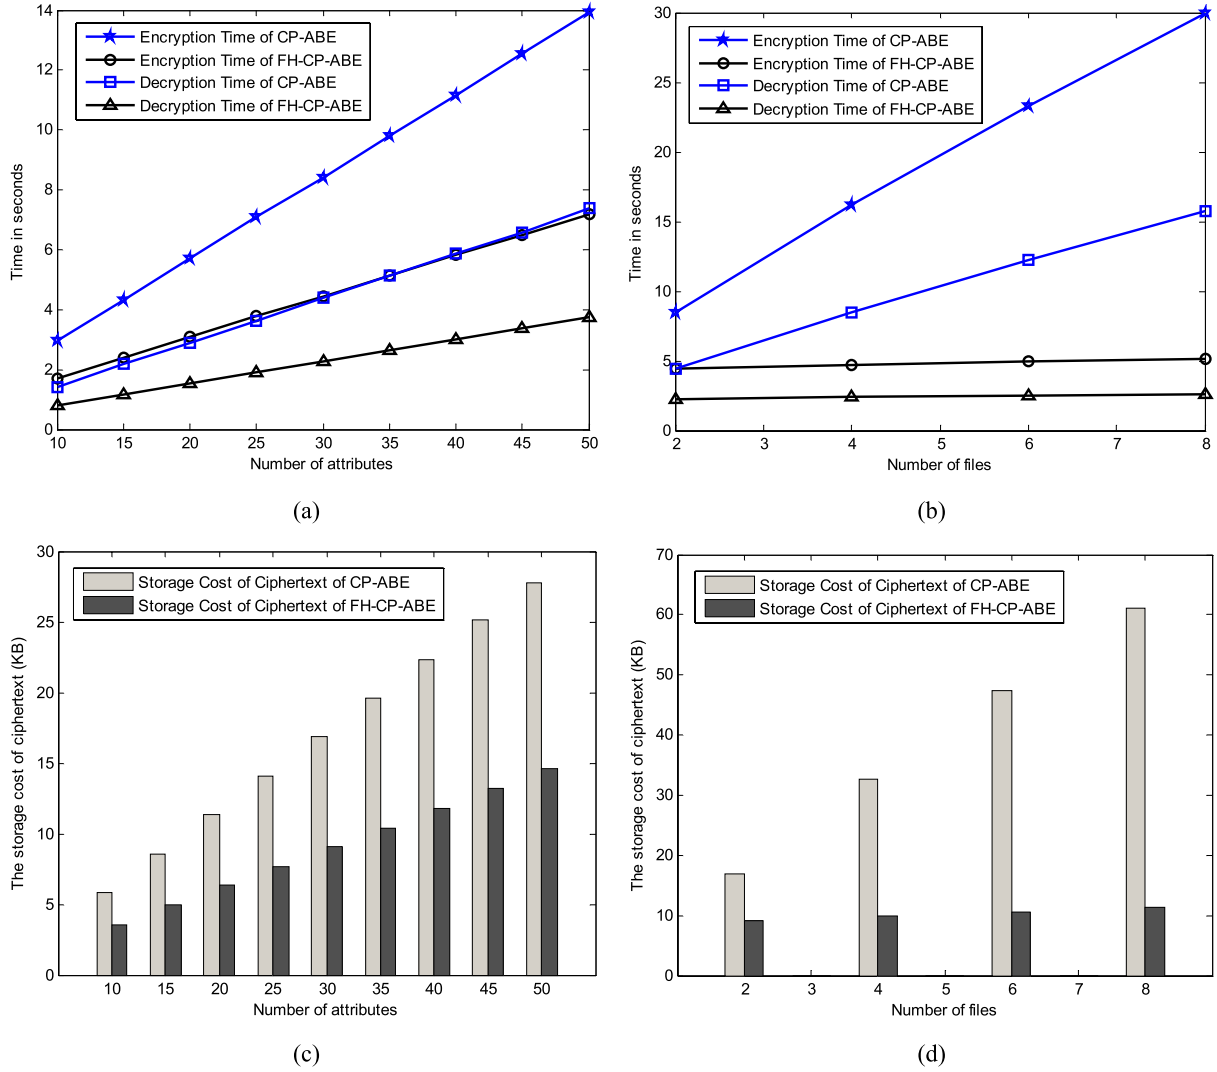 14
12
10
8
6
4
2
0
Time in seconds
Encryption Time of CP-ABE
Encryption Time of FH-CP-ABE
Decryption Time of CP-ABE
Decryption Time of FH-CP-ABE
10 15 20 25 30 35 40 45 50
Number of attributes
(a)
30
25
30
15
10
5
0
Time in seconds
Encryption Time of CP-ABE
Encryption Time of FH-CP-ABE
Decryption Time of CP-ABE
Decryption Time of FH-CP-ABE
2 3 4 5 6 7 8
Number of files
(b)
30
25
20
15
10
5
0
The storage cost of ciphertext (KB)
Storage Cost of Ciphertext of CP-ABE
Storage Cost of Ciphertext of FH-CP-ABE
10 15 20 25 30 35 40 45 50
Number of attributes
(c)
70
60
50
40
30
20
10
0
The storage cost of ciphertext (KB)
Storage Cost of Ciphertext of CP-ABE
Storage Cost of Ciphertext of FH-CP-ABE
2 3 4 5 6 7 8
Number of files
(d)